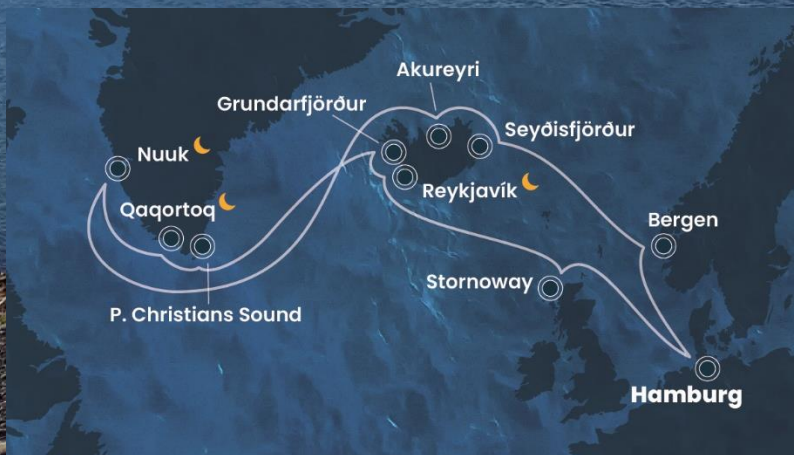 Akureyri
Grundarfjörður
Seyðisfjörður
Nuuk
Reykjavík
Qaqortoq
Bergen
Stornoway
P. Christians Sound
Hamburg